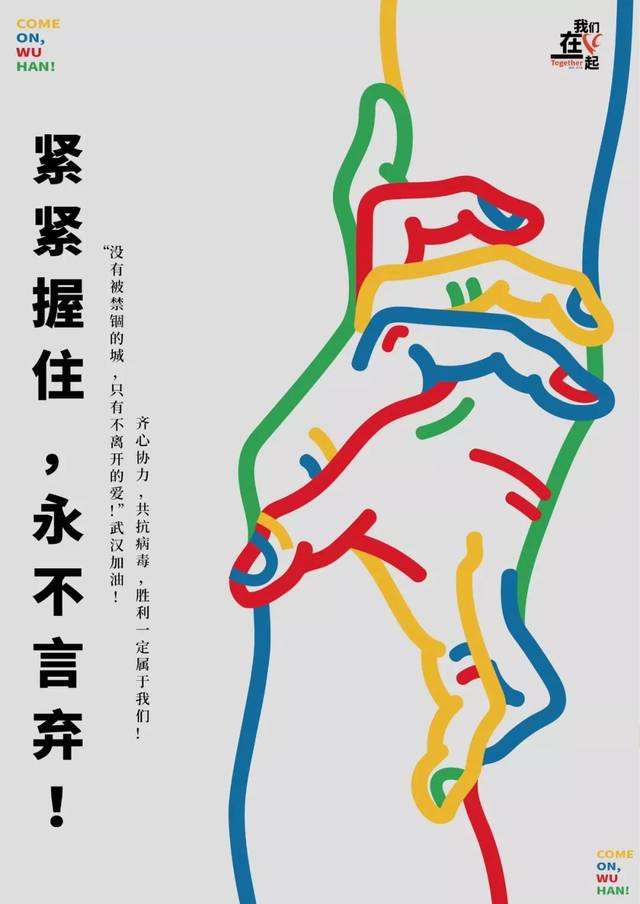 COME
ON,
WU
HAN!
我们
在一起
Together
紧紧握住,永不言弃!
“没有被禁锢的城,只有不离开的爱!”武汉加油!
齐心协力,共抗病毒,胜利一定属于我们!
COME
ON,
WU
HAN!